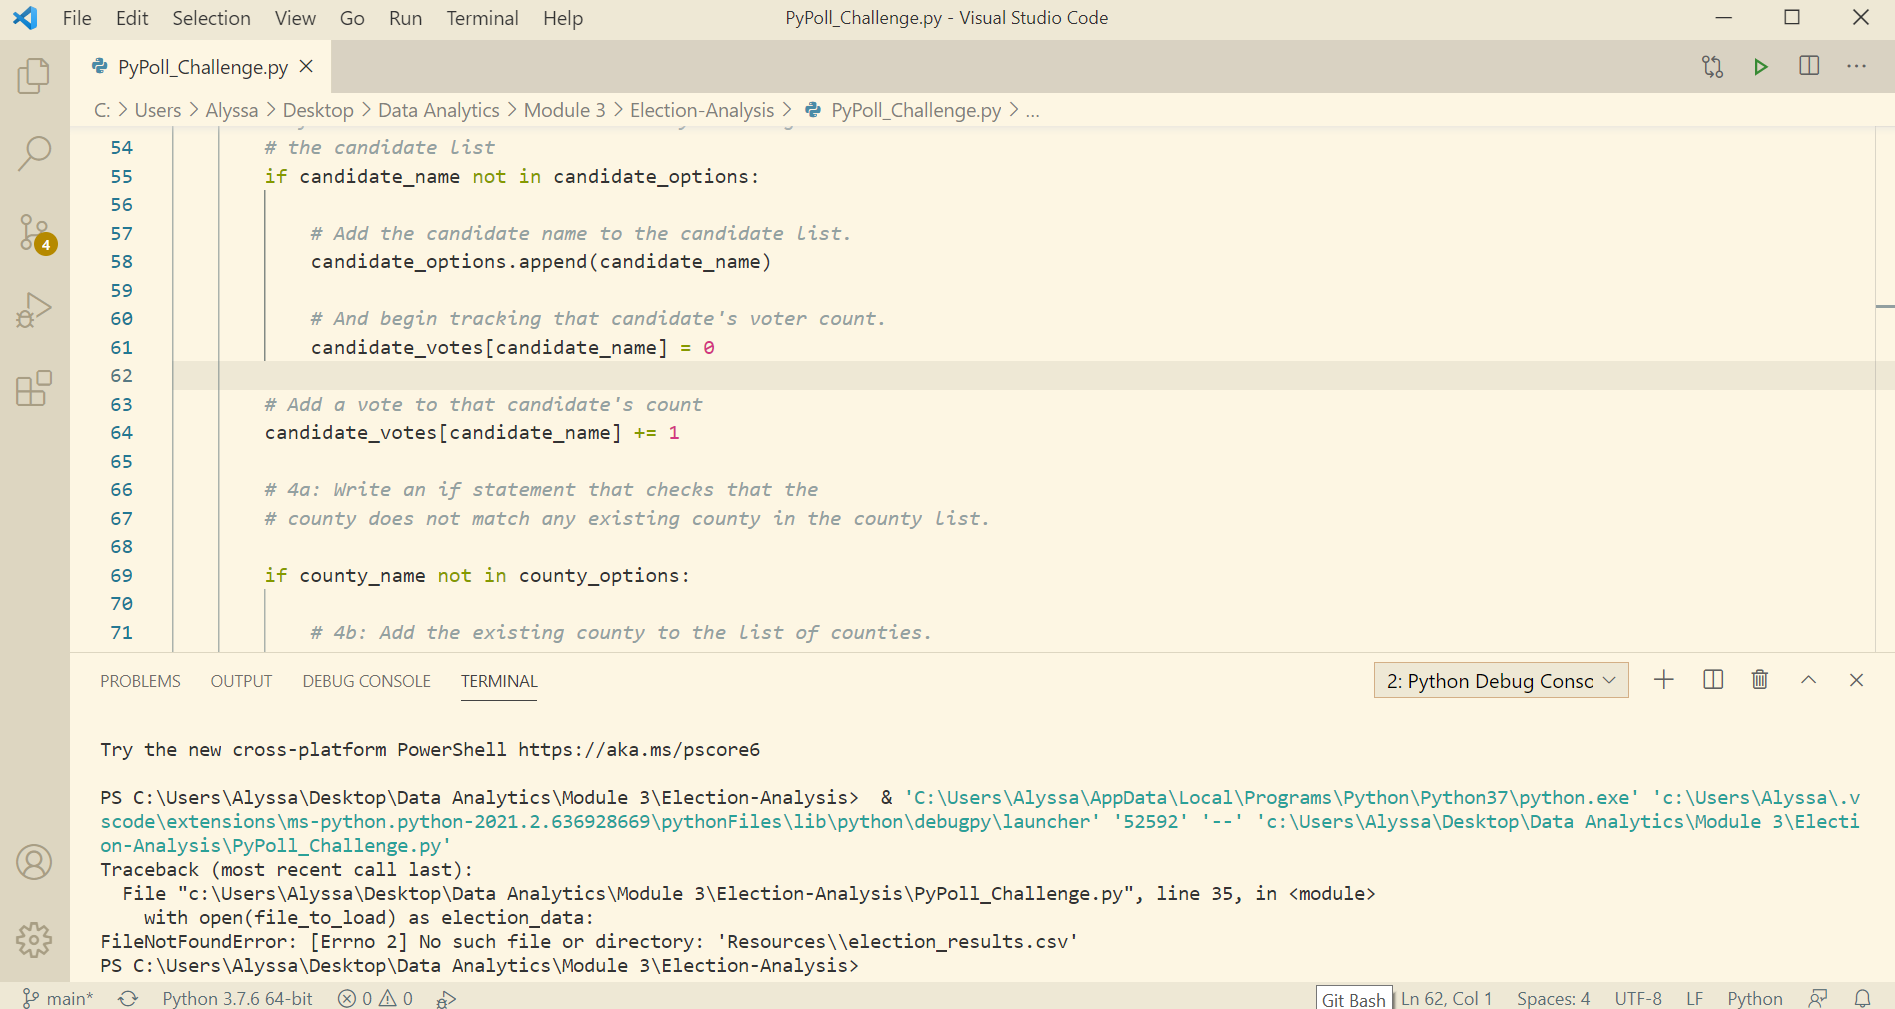 File Edit Selection View Go Run Terminal Help PyPoll_Challenge.py - Visual Studio Code
PyPoll_Challenge.py
C: > Users > Alyssa > Desktop > Data Analytics > Module 3 > Election-Analysis > PyPoll_Challenge.py > ...
54 # the candidate list
55 if candidate_name not in candidate_options:
56
57 # Add the candidate name to the candidate list.
58 candidate_options.append(candidate_name)
59
60 # And begin tracking that candidate's voter count.
61 candidate_votes[candidate_name] = 0
62
63 # Add a vote to that candidate's count
64 candidate_votes[candidate_name] += 1
65
66 # 4a: Write an if statement that checks that the
67 # county does not match any existing county in the county list.
68
69 if county_name not in county_options:
70
71 # 4b: Add the existing county to the list of counties.
4
PROBLEMS OUTPUT DEBUG CONSOLE TERMINAL 2: Python Debug Consc
Try the new cross-platform PowerShell https://aka.ms/pscore6
PS C:\Users\Alyssa\Desktop\Data Analytics\Module 3\Election-Analysis> & 'C:\Users\Alyssa\AppData\Local\Programs\Python\Python37\python.exe' 'c:\Users\Alyssa\.v
scode\extensions\ms-python.python-2021.2.636928669\pythonFiles\lib\python\debugpy\launcher' '52592' '--' 'c:\Users\Alyssa\Desktop\Data Analytics\Module 3\Electi
on-Analysis\PyPoll_Challenge.py'
Traceback (most recent call last):
File "c:\Users\Alyssa\Desktop\Data Analytics\Module 3\Election-Analysis\PyPoll_Challenge.py", line 35, in <module>
with open(file_to_load) as election_data:
FileNotFoundError: [Errno 2] No such file or directory: 'Resources\\election_results.csv'
PS C:\Users\Alyssa\Desktop\Data Analytics\Module 3\Election-Analysis>
main* Python 3.7.6 64-bit 0 0 Git Bash Ln 62, Col 1 Spaces: 4 UTF-8 LF Python